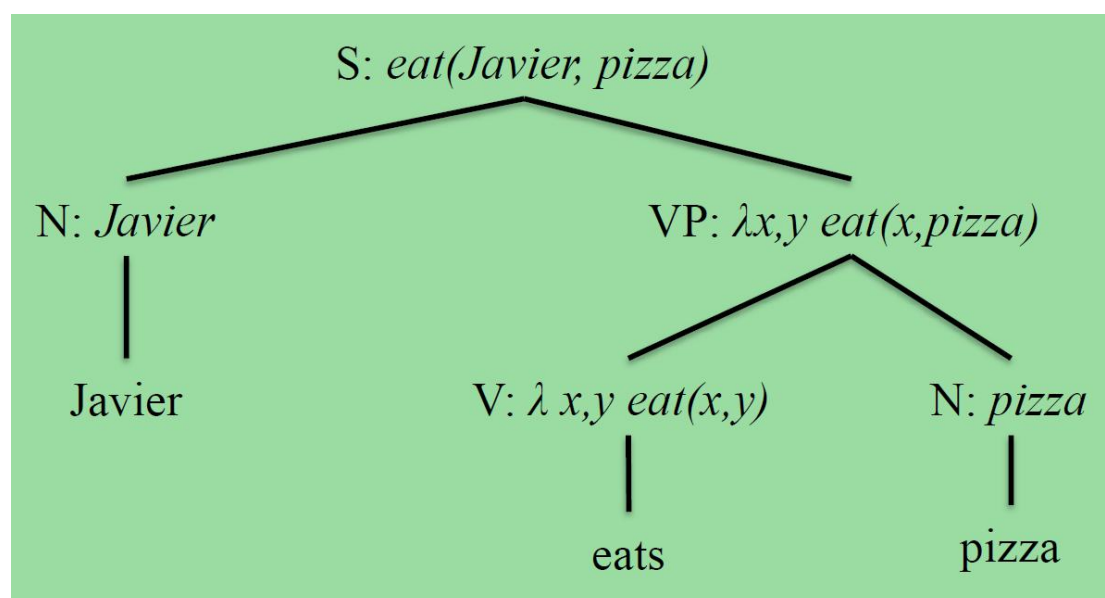 S: eat(Javier, pizza)
N: Javier
VP: λx,y eat(x,pizza)
Javier
V: λ x,y eat(x,y)
N: pizza
eats
pizza